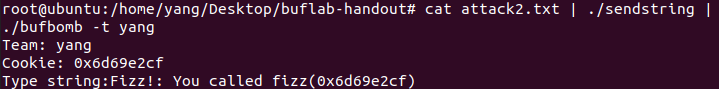 root@ubuntu:/home/yang/Desktop/buflab-handout# cat attack2.txt | ./sendstring |
./bufbomb -t yang
Team: yang
Cookie: 0x6d69e2cf
Type string:Fizz!: You called fizz(0x6d69e2cf)